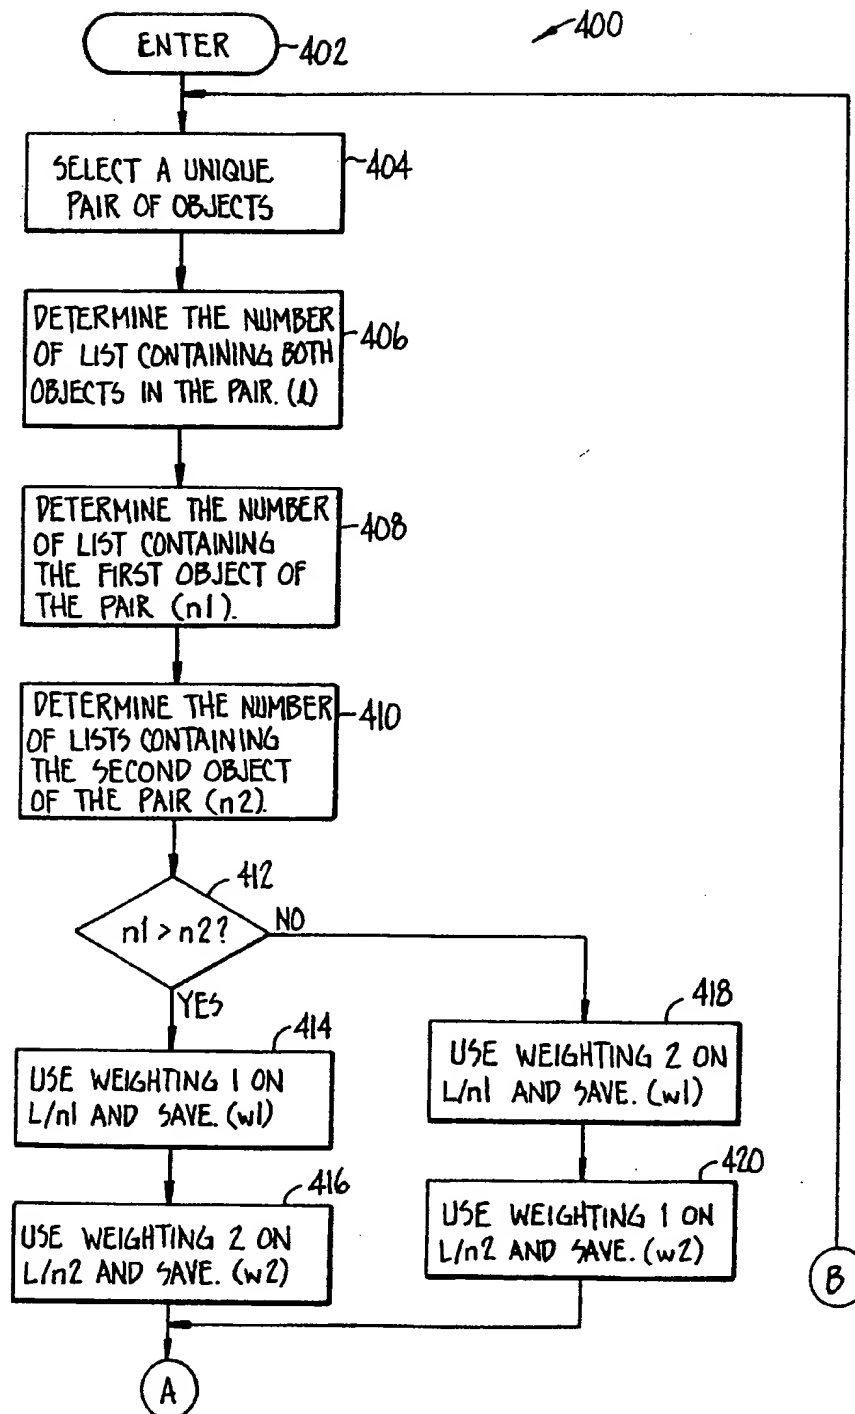 ENTER
402
400
SELECT A UNIQUE
PAIR OF OBJECTS
404
DETERMINE THE NUMBER
OF LIST CONTAINING BOTH
OBJECTS IN THE PAIR. (l)
406
DETERMINE THE NUMBER
OF LIST CONTAINING
THE FIRST OBJECT OF
THE PAIR (n1).
408
DETERMINE THE NUMBER
OF LISTS CONTAINING
THE SECOND OBJECT
OF THE PAIR (n2).
410
412
n1 > n2?
NO
YES
414
USE WEIGHTING 1 ON
L/n1 AND SAVE. (w1)
418
USE WEIGHTING 2 ON
L/n1 AND SAVE. (w1)
416
USE WEIGHTING 2 ON
L/n2 AND SAVE. (w2)
420
USE WEIGHTING 1 ON
L/n2 AND SAVE. (w2)
B
A